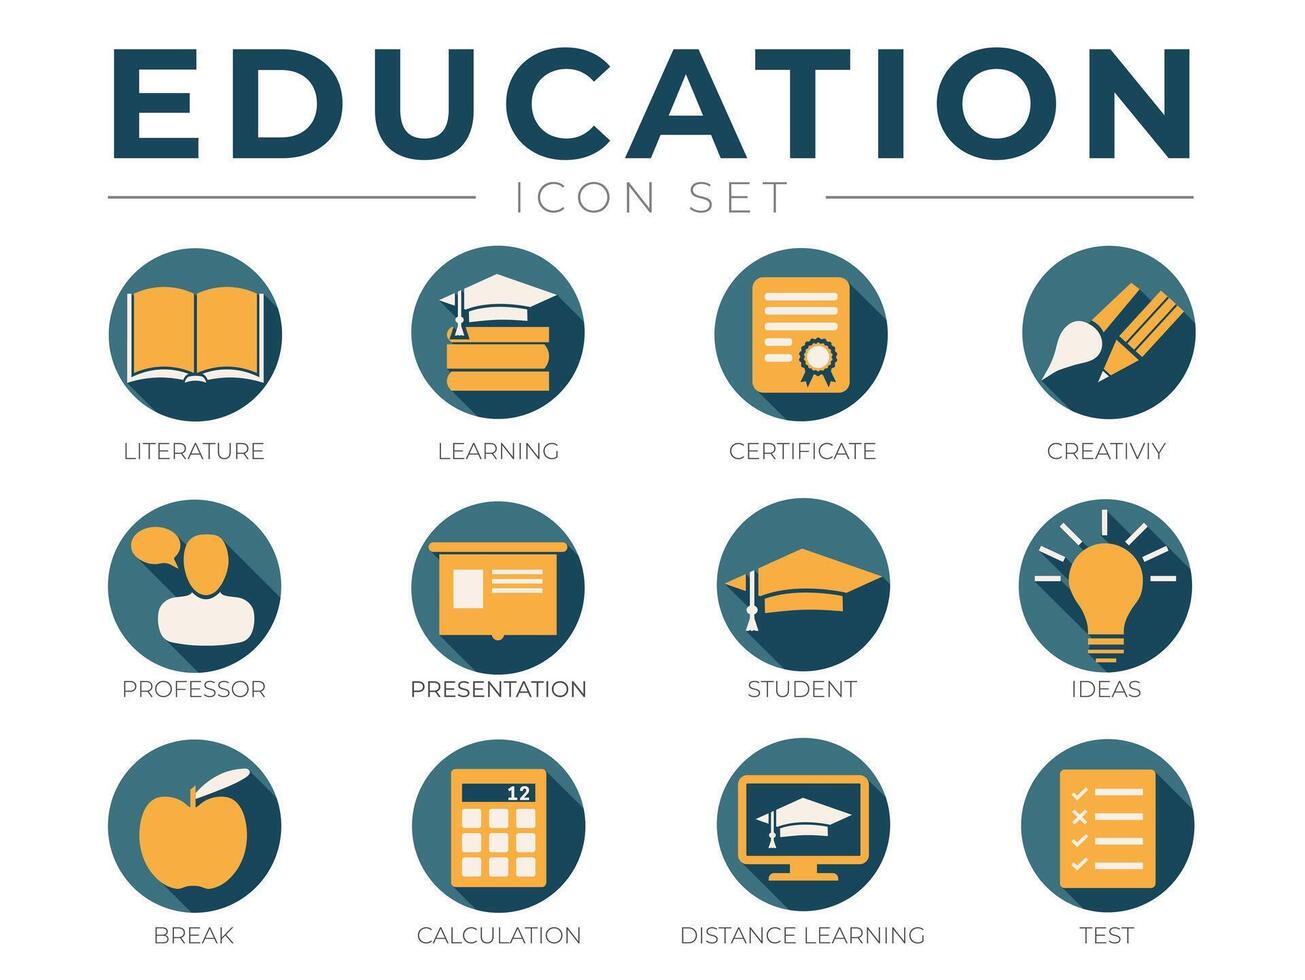 EDUCATION
ICON SET
LITERATURE
LEARNING
CERTIFICATE
CREATIVIY
PROFESSOR
PRESENTATION
STUDENT
IDEAS
12
BREAK
CALCULATION
DISTANCE LEARNING
TEST